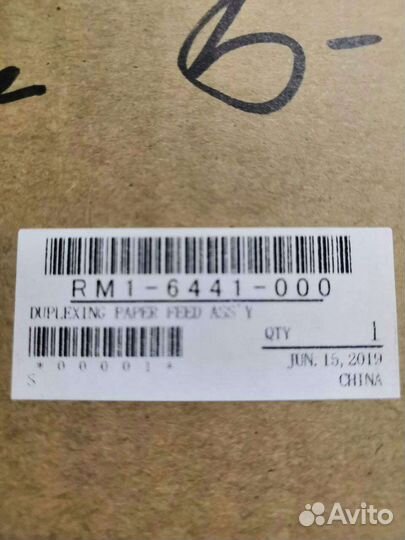 B-
RM1-6441-000
DUPLEXING PAPER FEED ASS'Y
QTY 1
*00001*
JUN. 15, 2019
S
CHINA
Avito